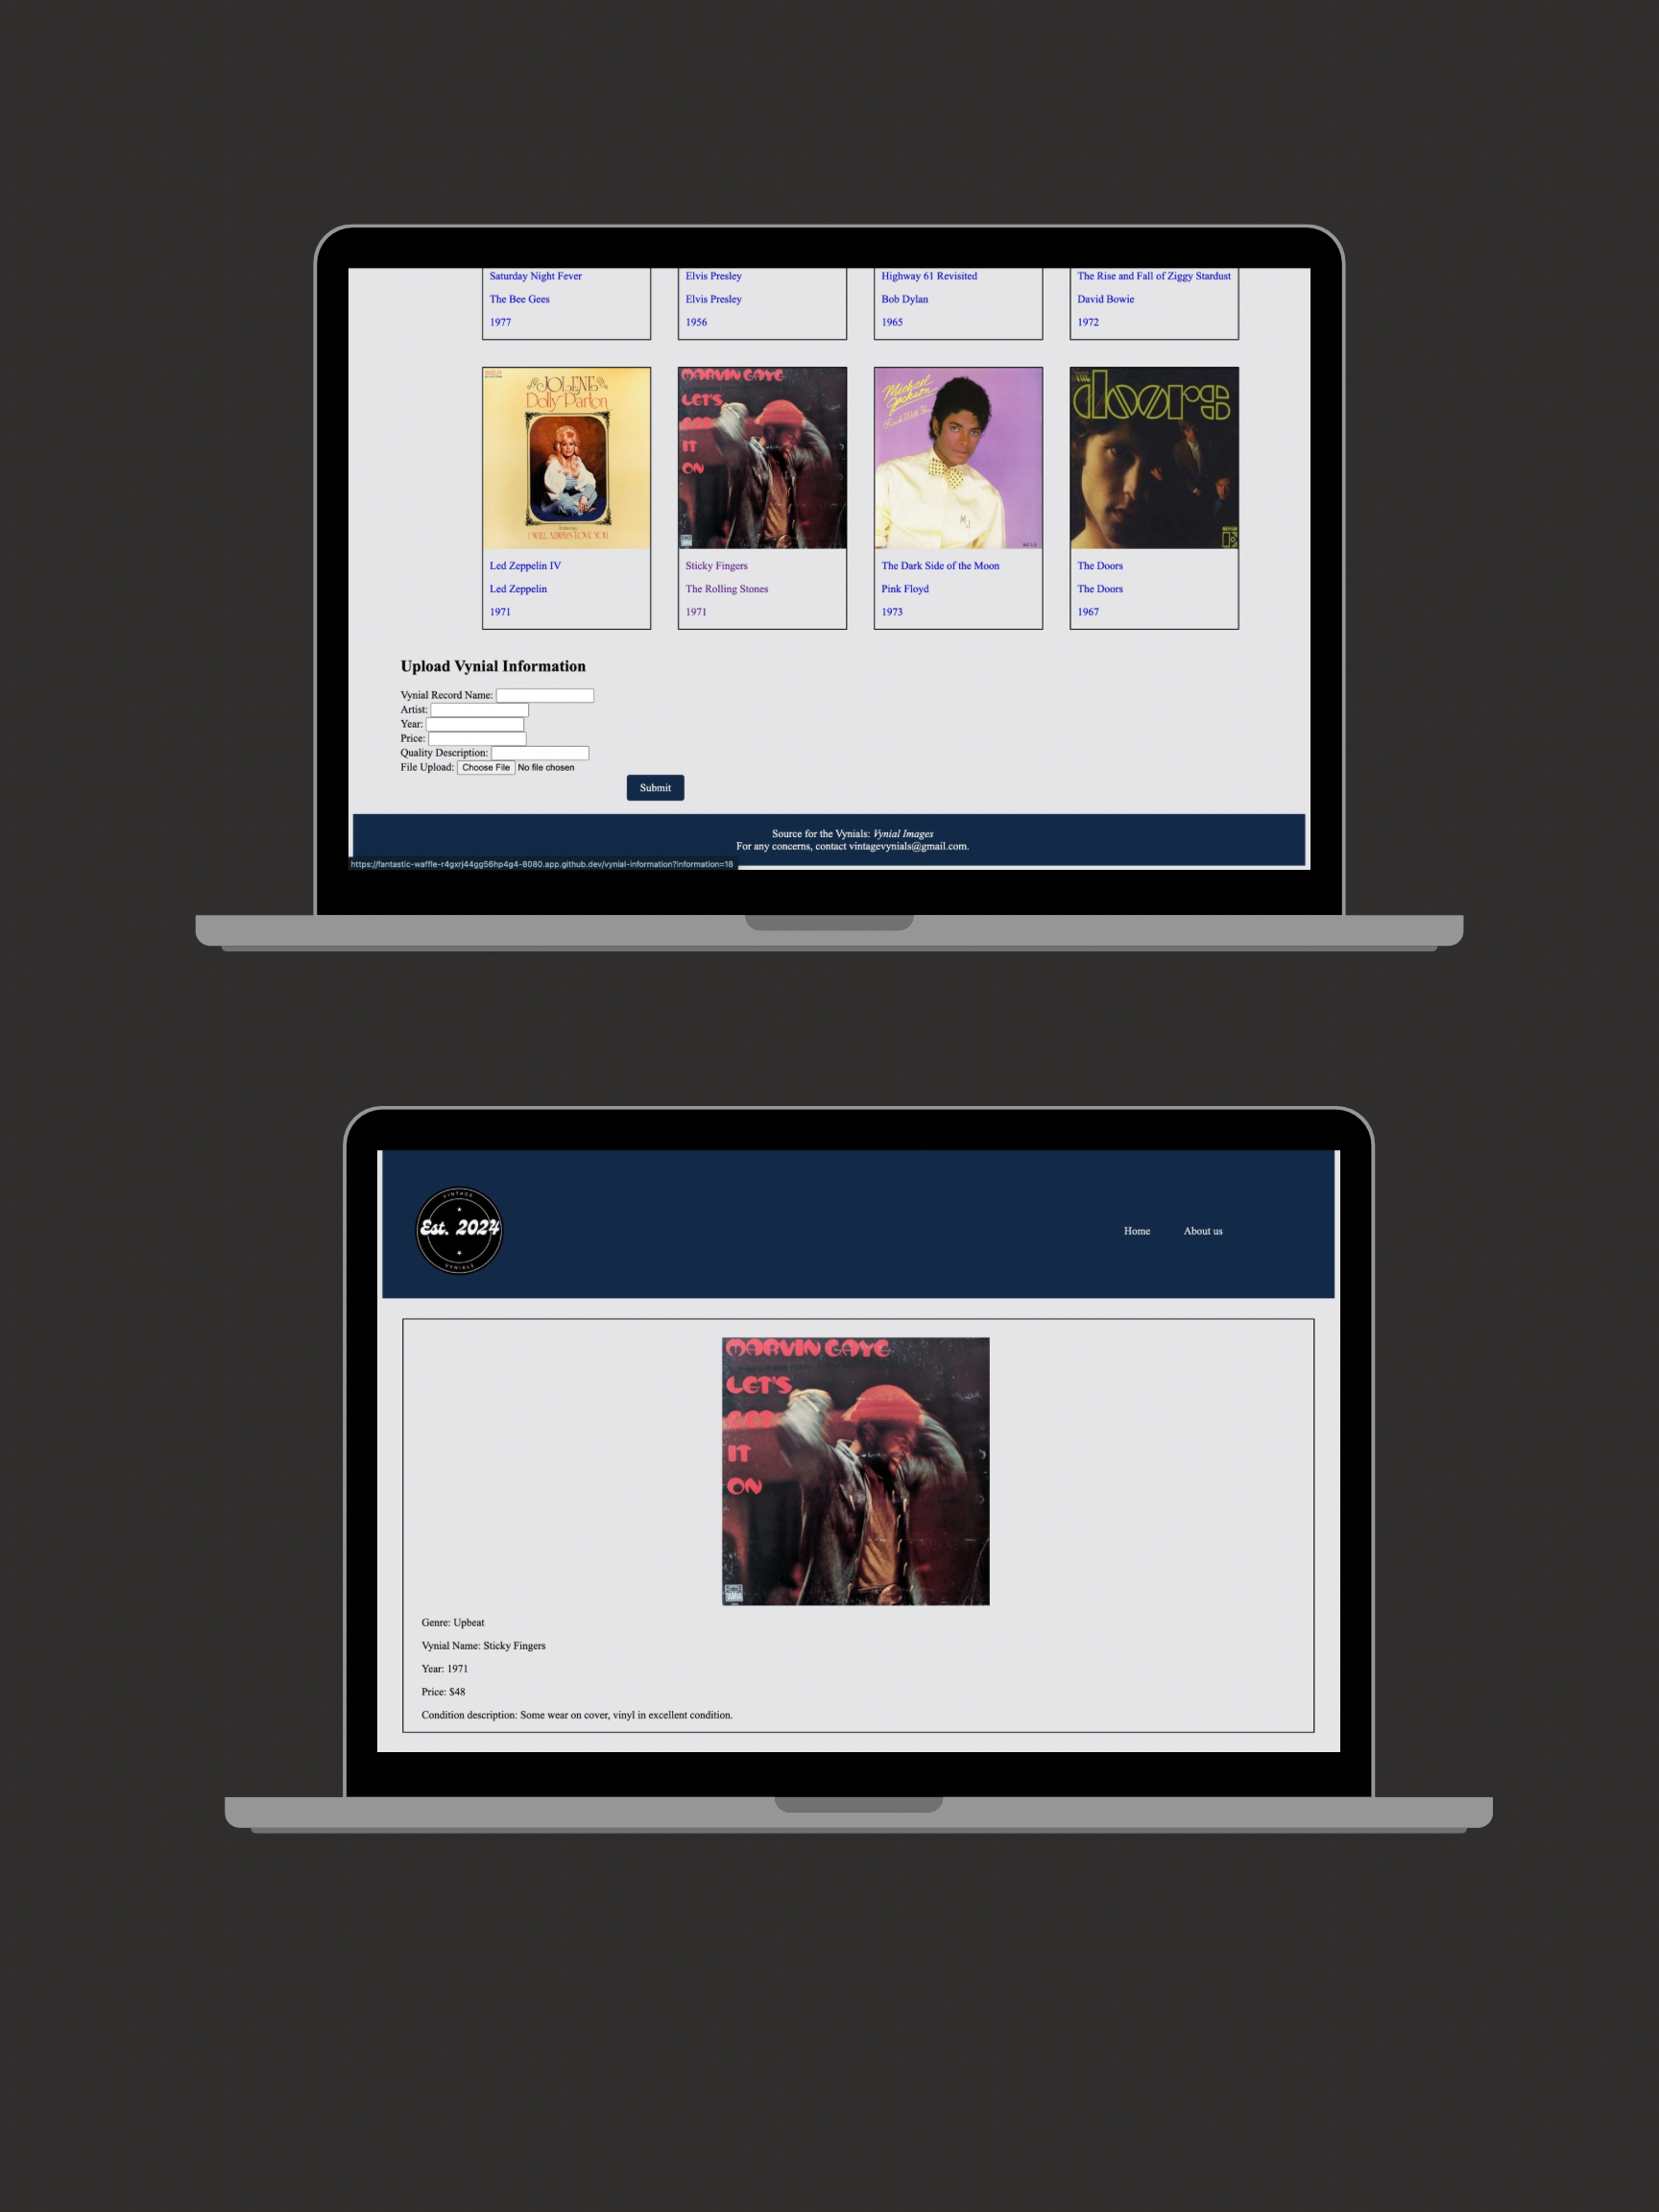 Saturday Night Fever
The Bee Gees
1977
Elvis Presley
Elvis Presley
1956
Highway 61 Revisited
Bob Dylan
1965
The Rise and Fall of Ziggy Stardust
David Bowie
1972
JOLENE
Dolly Parton
I WILL ALWAYS LOVE YOU
Led Zeppelin IV
Led Zeppelin
1971
MARVIN GAYE
LET'S
GET
IT
ON
Sticky Fingers
The Rolling Stones
1971
Michael
Jackson
Rock With You
MJ
The Dark Side of the Moon
Pink Floyd
1973
THE
doors
The Doors
The Doors
1967
Upload Vynial Information
Vynial Record Name:
Artist:
Year:
Price:
Quality Description:
File Upload: Choose File No file chosen
Submit
Source for the Vynials: Vynial Images
For any concerns, contact vintagevynials@gmail.com.
https://fantastic-waffle-r4gxrj44gg56hp4g4-8080.app.github.dev/vynial-information?information=18
VINTAGE
Est. 2024
VYNIALS
Home About us
MARVIN GAYE
LET'S
GET
IT
ON
Genre: Upbeat
Vynial Name: Sticky Fingers
Year: 1971
Price: $48
Condition description: Some wear on cover, vinyl in excellent condition.